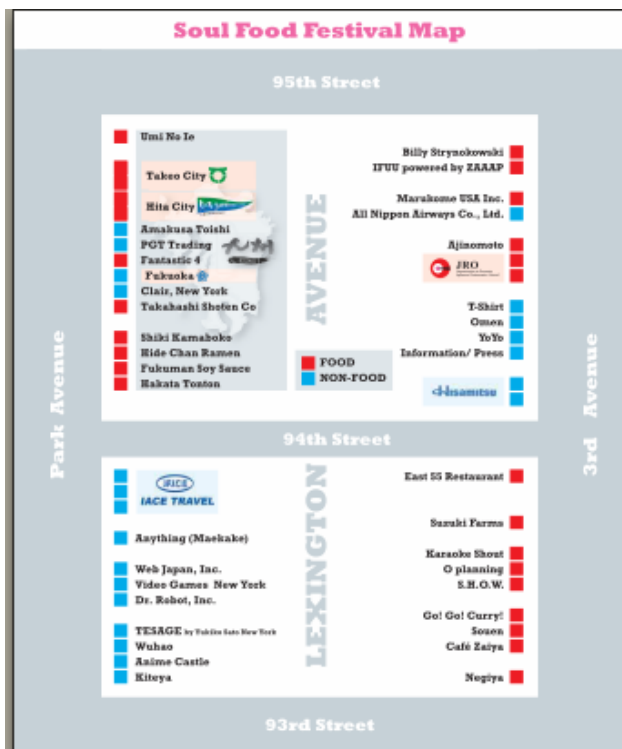 Soul Food Festival Map
95th Street
Umi No Ie
Takeo City
Hita City
Amakusa Toishi
PGT Trading
九州
Fantastic 4
Fukuoka
Clair, New York
Takahashi Shoten Co
Shiki Kamaboko
Hide Chan Ramen
Fukuman Soy Sauce
Hakata Tonton
AVENUE
FOOD
NON-FOOD
Billy Strynokowski
IFUU powered by ZAAAP
Marukome USA Inc.
All Nippon Airways Co., Ltd.
Ajinomoto
JRO
T-Shirt
Omen
YoYo
Information/ Press
Hisamitsu
Park Avenue
3rd Avenue
94th Street
IACE
IACE TRAVEL
Anything (Maekake)
Web Japan, Inc.
Video Games New York
Dr. Robot, Inc.
TESAGE by Yukiko Sato New York
Wuhao
Anime Castle
Kiteya
LEXINGTON
East 55 Restaurant
Suzuki Farms
Karaoke Shout
O planning
S.H.O.W.
Go! Go! Curry!
Souen
Café Zaiya
Negiya
93rd Street